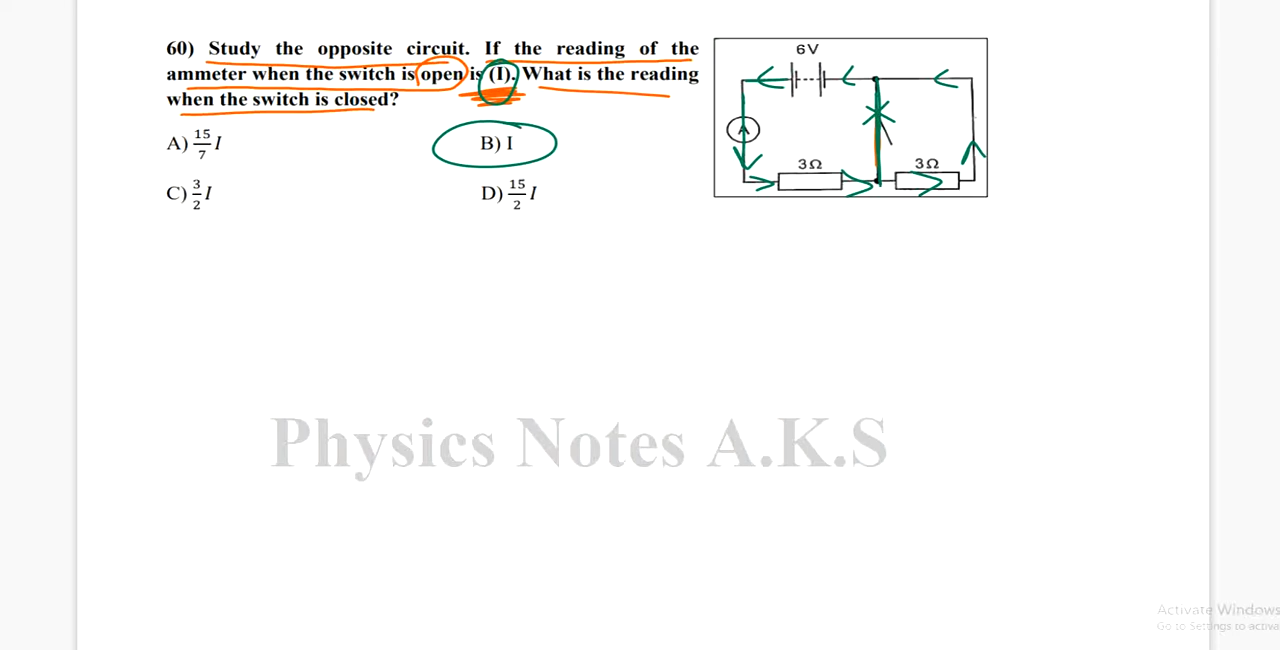 60) Study the opposite circuit. If the reading of the
ammeter when the switch is open is (I). What is the reading
when the switch is closed?
A) 15/7 I
B) I
C) 3/2 I
D) 15/2 I
6V
A
3Ω
3Ω
Physics Notes A.K.S
Activate Windows
Go to Settings to activa